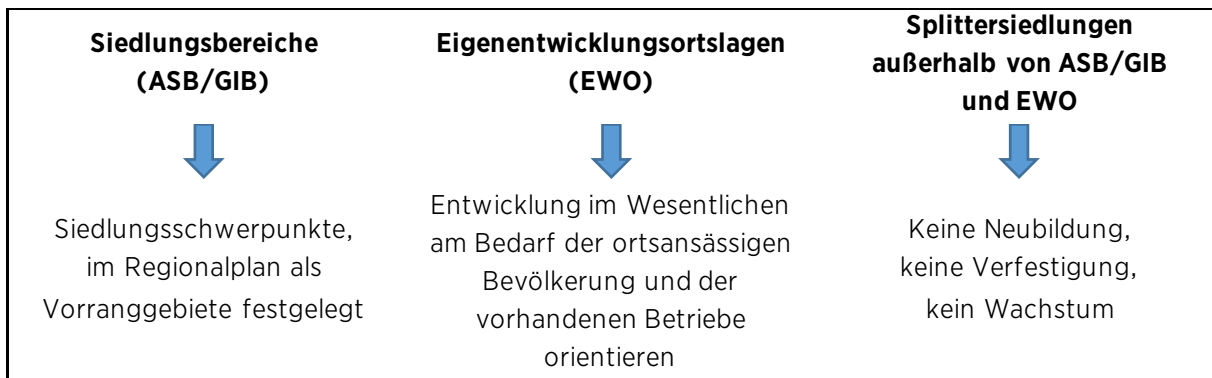 Siedlungsbereiche
(ASB/GIB)
Siedlungsschwerpunkte,
im Regionalplan als
Vorranggebiete festgelegt
Eigenentwicklungsortslagen
(EWO)
Entwicklung im Wesentlichen
am Bedarf der ortsansässigen
Bevölkerung und der
vorhandenen Betriebe
orientieren
Splittersiedlungen
außerhalb von ASB/GIB
und EWO
Keine Neubildung,
keine Verfestigung,
kein Wachstum